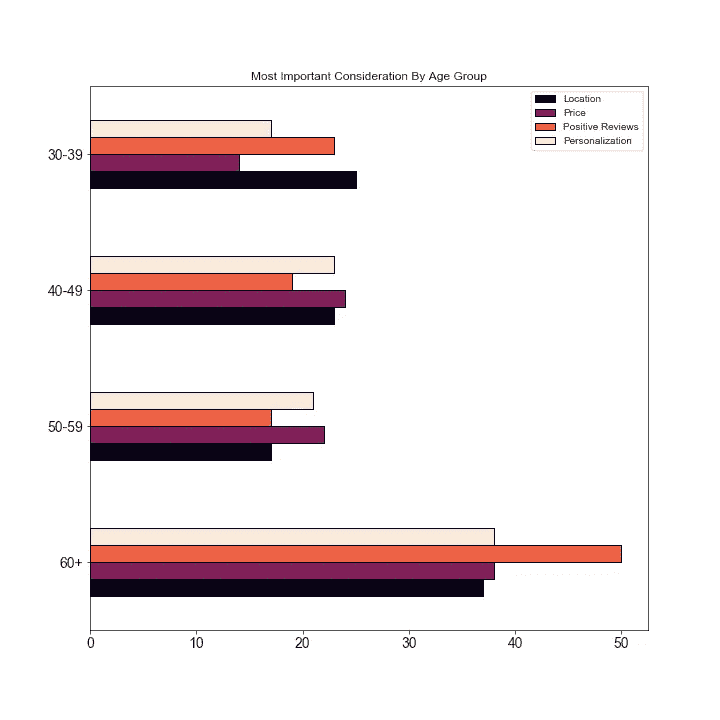 Most Important Consideration By Age Group
Location
Price
Positive Reviews
Personalization
30-39
40-49
50-59
60+
0 10 20 30 40 50